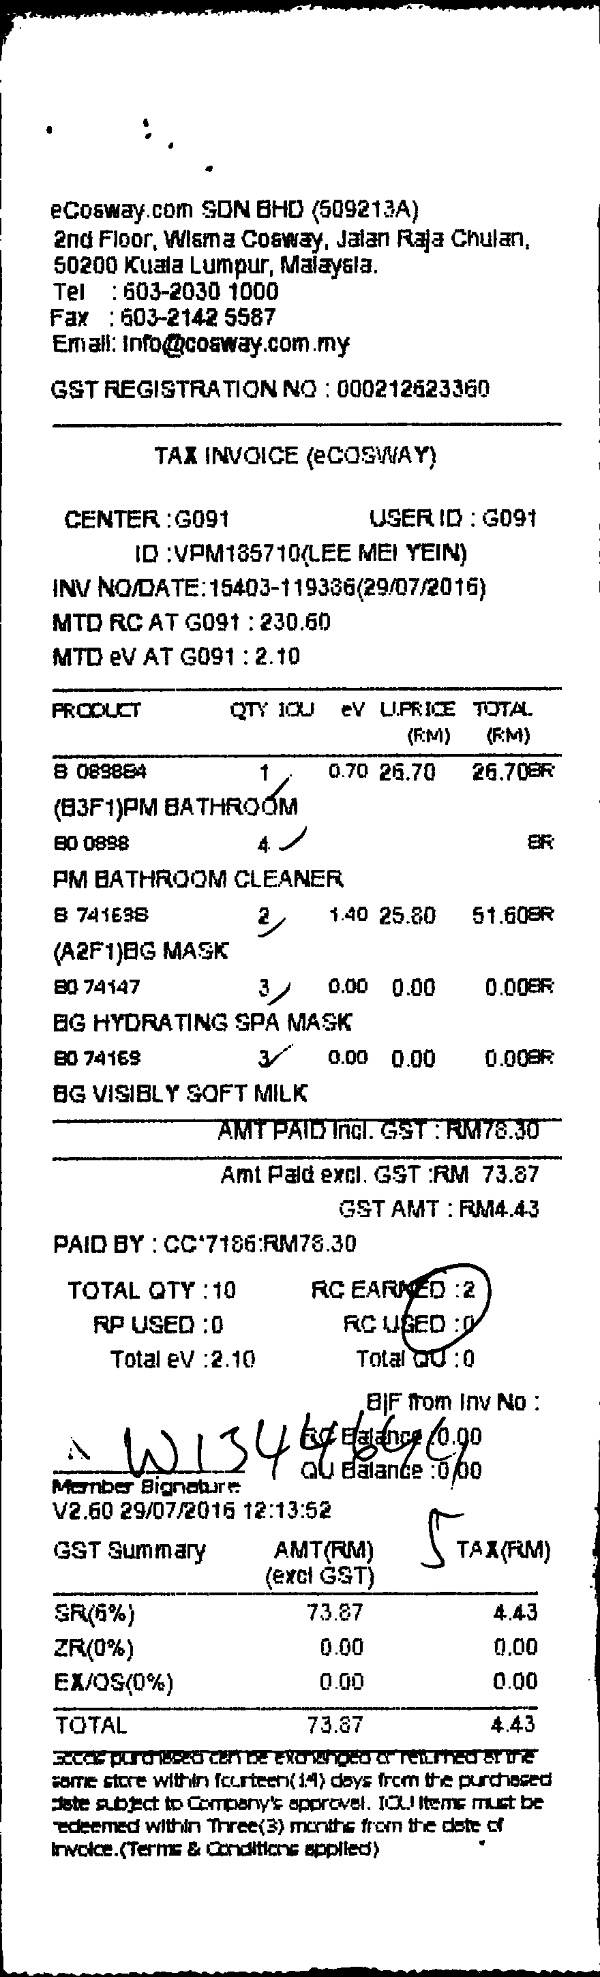 eCosway.com SDN BHD (509213A)
2nd Floor, Wisma Cosway, Jalan Raja Chulan,
50200 Kuala Lumpur, Malaysia.
Tel : 603-2030 1000
Fax : 603-2142 5587
Email: info@cosway.com.my
GST REGISTRATION NO : 000212623360
TAX INVOICE (eCOSWAY)
CENTER : G091 USER ID : G091
ID :VPM185710(LEE MEI YEIN)
INV NO/DATE:15403-119386(29/07/2016)
MTD RC AT G091 : 230.60
MTD eV AT G091 : 2.10
PRODUCT QTY IOU eV U.PRICE TOTAL
(RM) (RM)
1 0.70 26.70 26.70SR
(B3F1)PM BATHROOM
80 0898 4 SR
PM BATHROOM CLEANER
2 1.40 25.80 51.60SR
(A2F1)BG MASK
80 74147 3 0.00 0.00 0.00SR
BG HYDRATING SPA MASK
80 74169 3 0.00 0.00 0.00SR
BG VISIBLY SOFT MILK
AMT PAID incl. GST : RM78.30
Amt Paid excl. GST :RM 73.87
GST AMT : RM4.43
PAID BY : CC*7186:RM78.30
TOTAL QTY : 10 RC EARNED : 2
RP USED : 0 RC USED : 0
Total eV : 2.10 Total QU : 0
B/F from Inv No :
RC Balance :0.00
QU Balance :0.00
Member Signature
V2.60 29/07/2016 12:13:52
5
GST Summary AMT(RM) TAX(RM)
(excl GST)
SR(6%) 73.87 4.43
ZR(0%) 0.00 0.00
EX/OS(0%) 0.00 0.00
TOTAL 73.87 4.43
Goods purchased can be exchanged or returned at the
same store within fourteen(14) days from the purchased
date subject to Company's approval. IOU items must be
redeemed within Three(3) months from the date of
invoice.(Terms & Conditions applied)